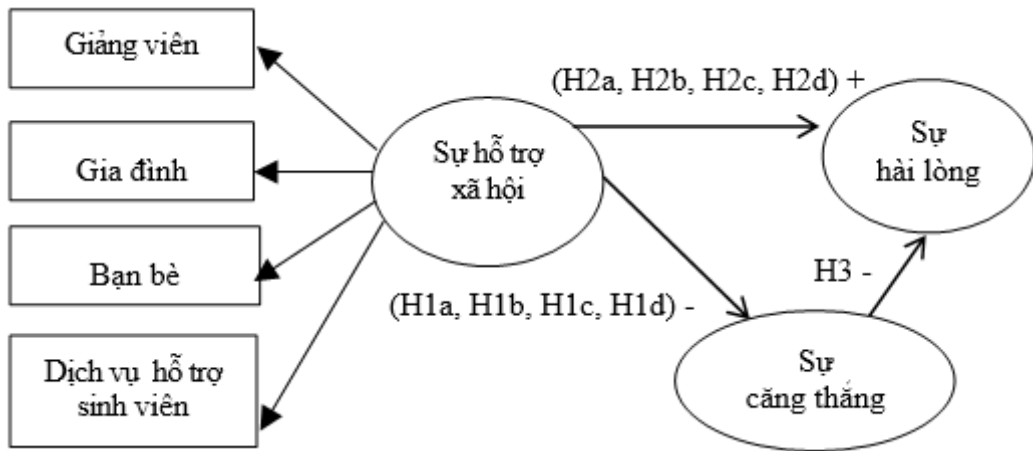 Giảng viên
Gia đình
Bạn bè
Dịch vụ hỗ trợ
sinh viên
Sự hỗ trợ
xã hội
(H2a, H2b, H2c, H2d) +
(H1a, H1b, H1c, H1d) -
Sự
hài lòng
H3 -
Sự
căng thẳng